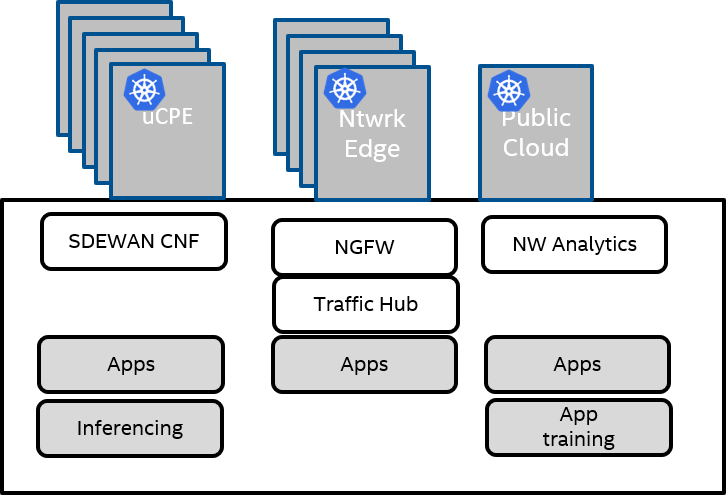 uCPE
Ntwrk
Edge
Public
Cloud
SDEWAN CNF
NGFW
NW Analytics
Traffic Hub
Apps
Apps
Apps
Inferencing
App
training